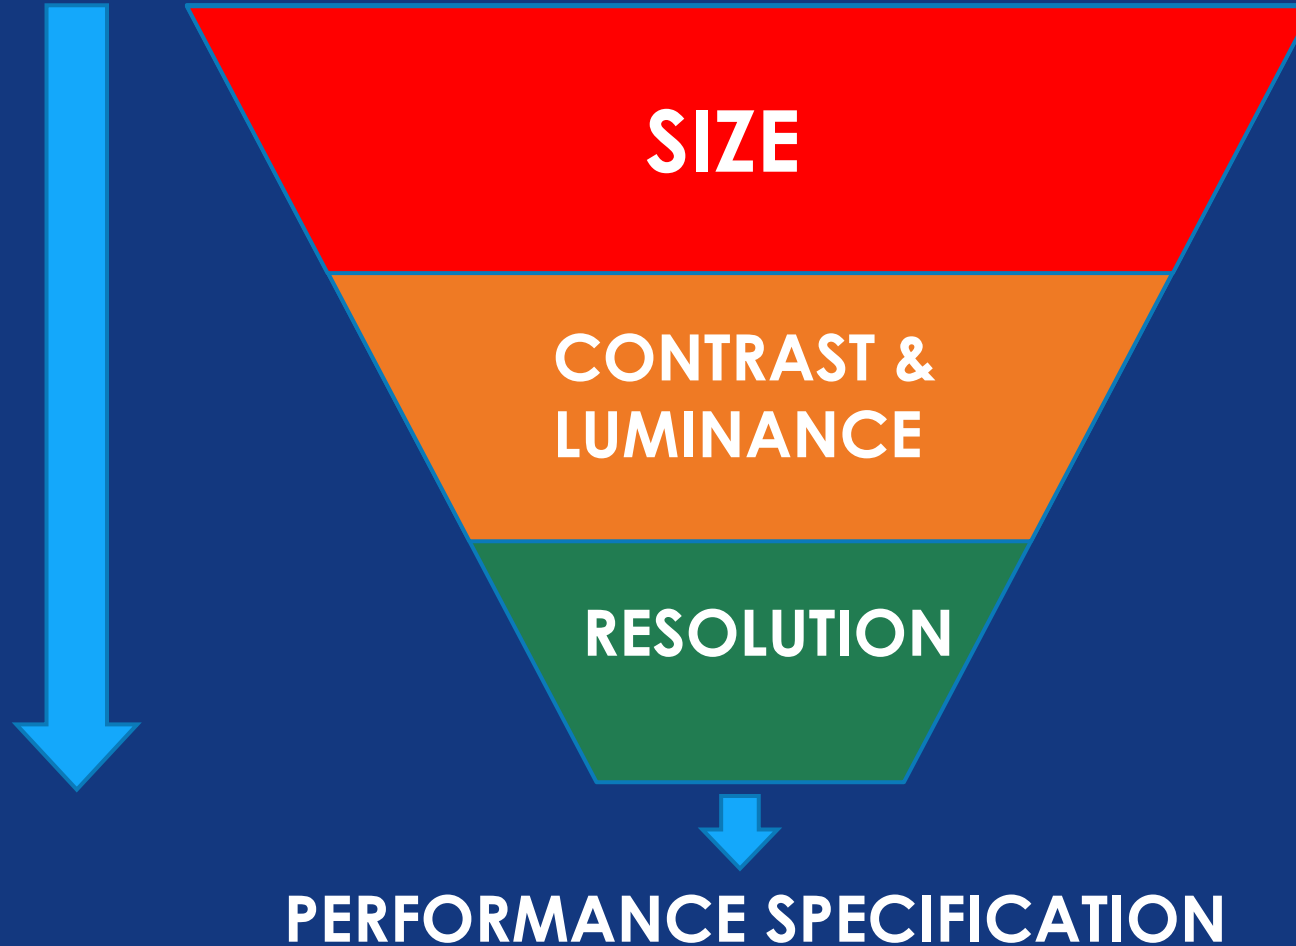 SIZE
CONTRAST &
LUMINANCE
RESOLUTION
PERFORMANCE SPECIFICATION